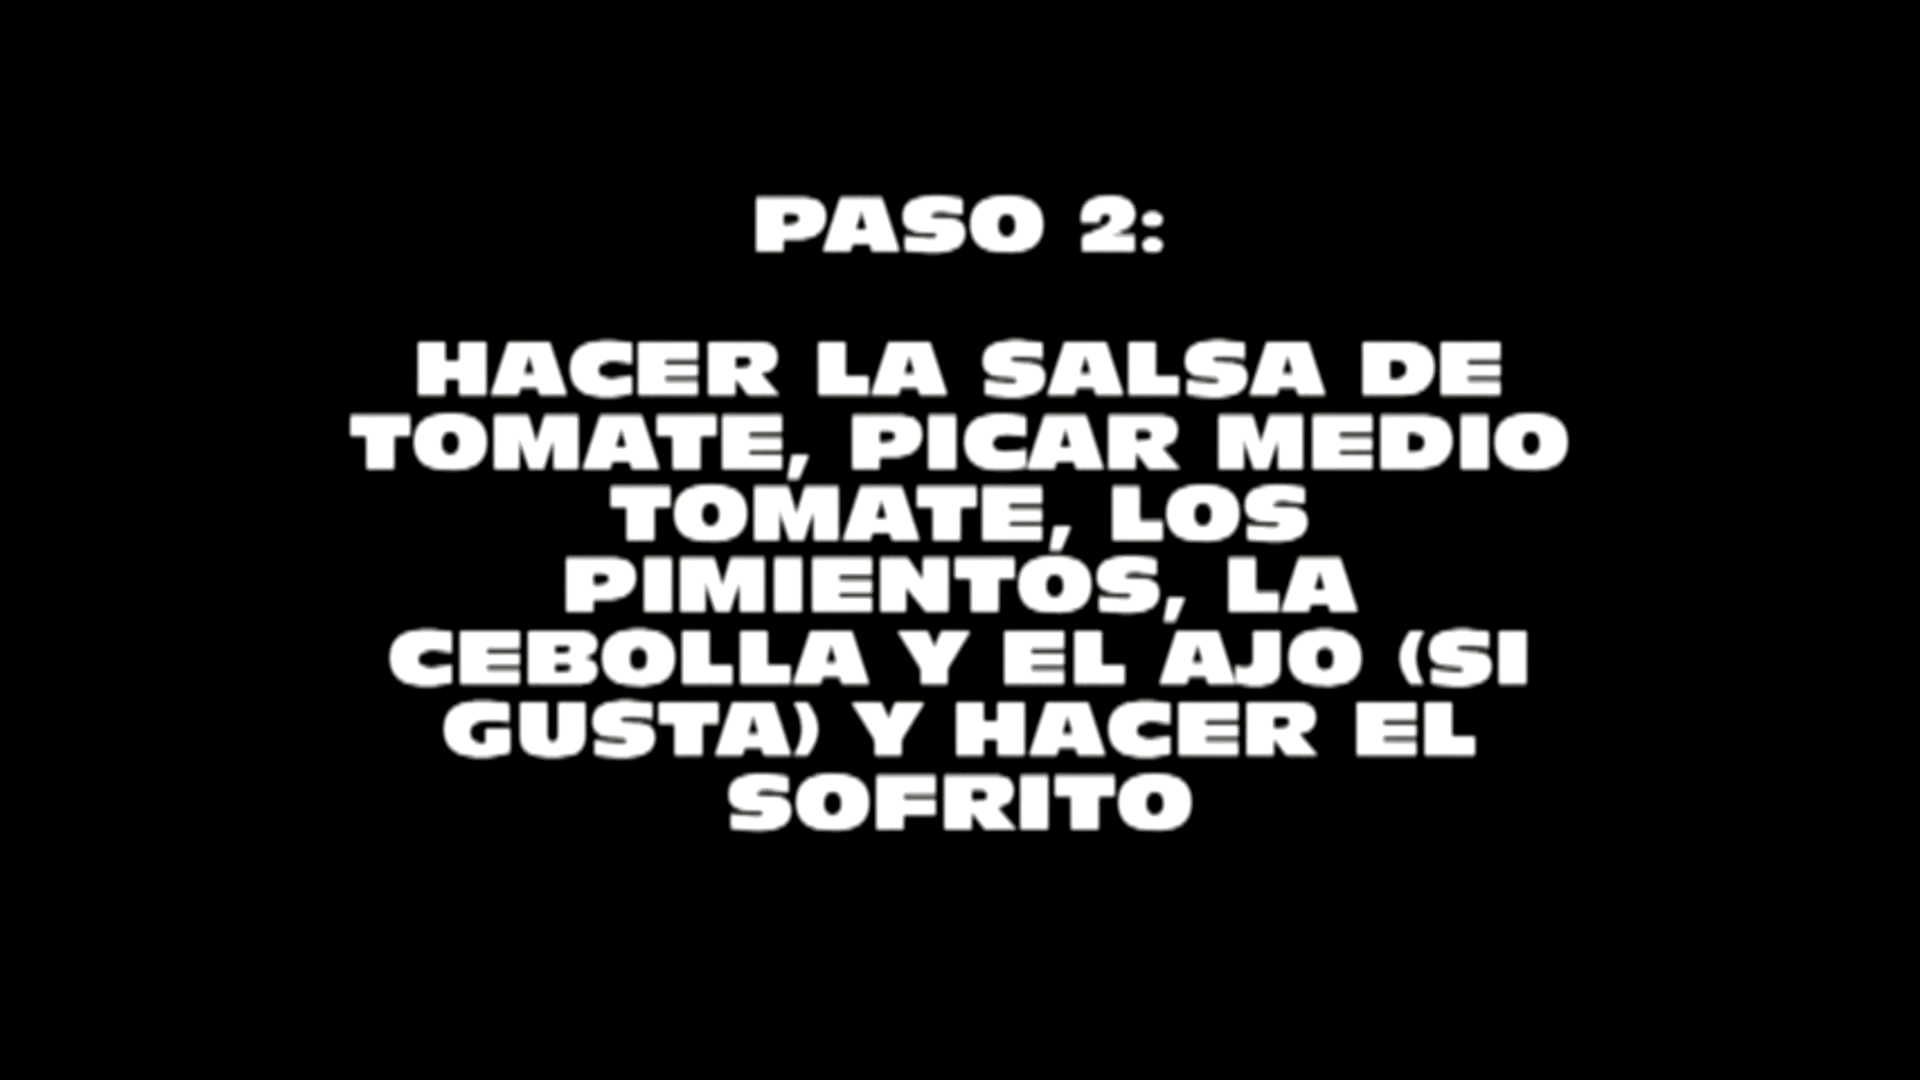 PASO 2:
HACER LA SALSA DE
TOMATE, PICAR MEDIO
TOMATE, LOS
PIMIENTOS, LA
CEBOLLA Y EL AJO (SI
GUSTA) Y HACER EL
SOFRITO